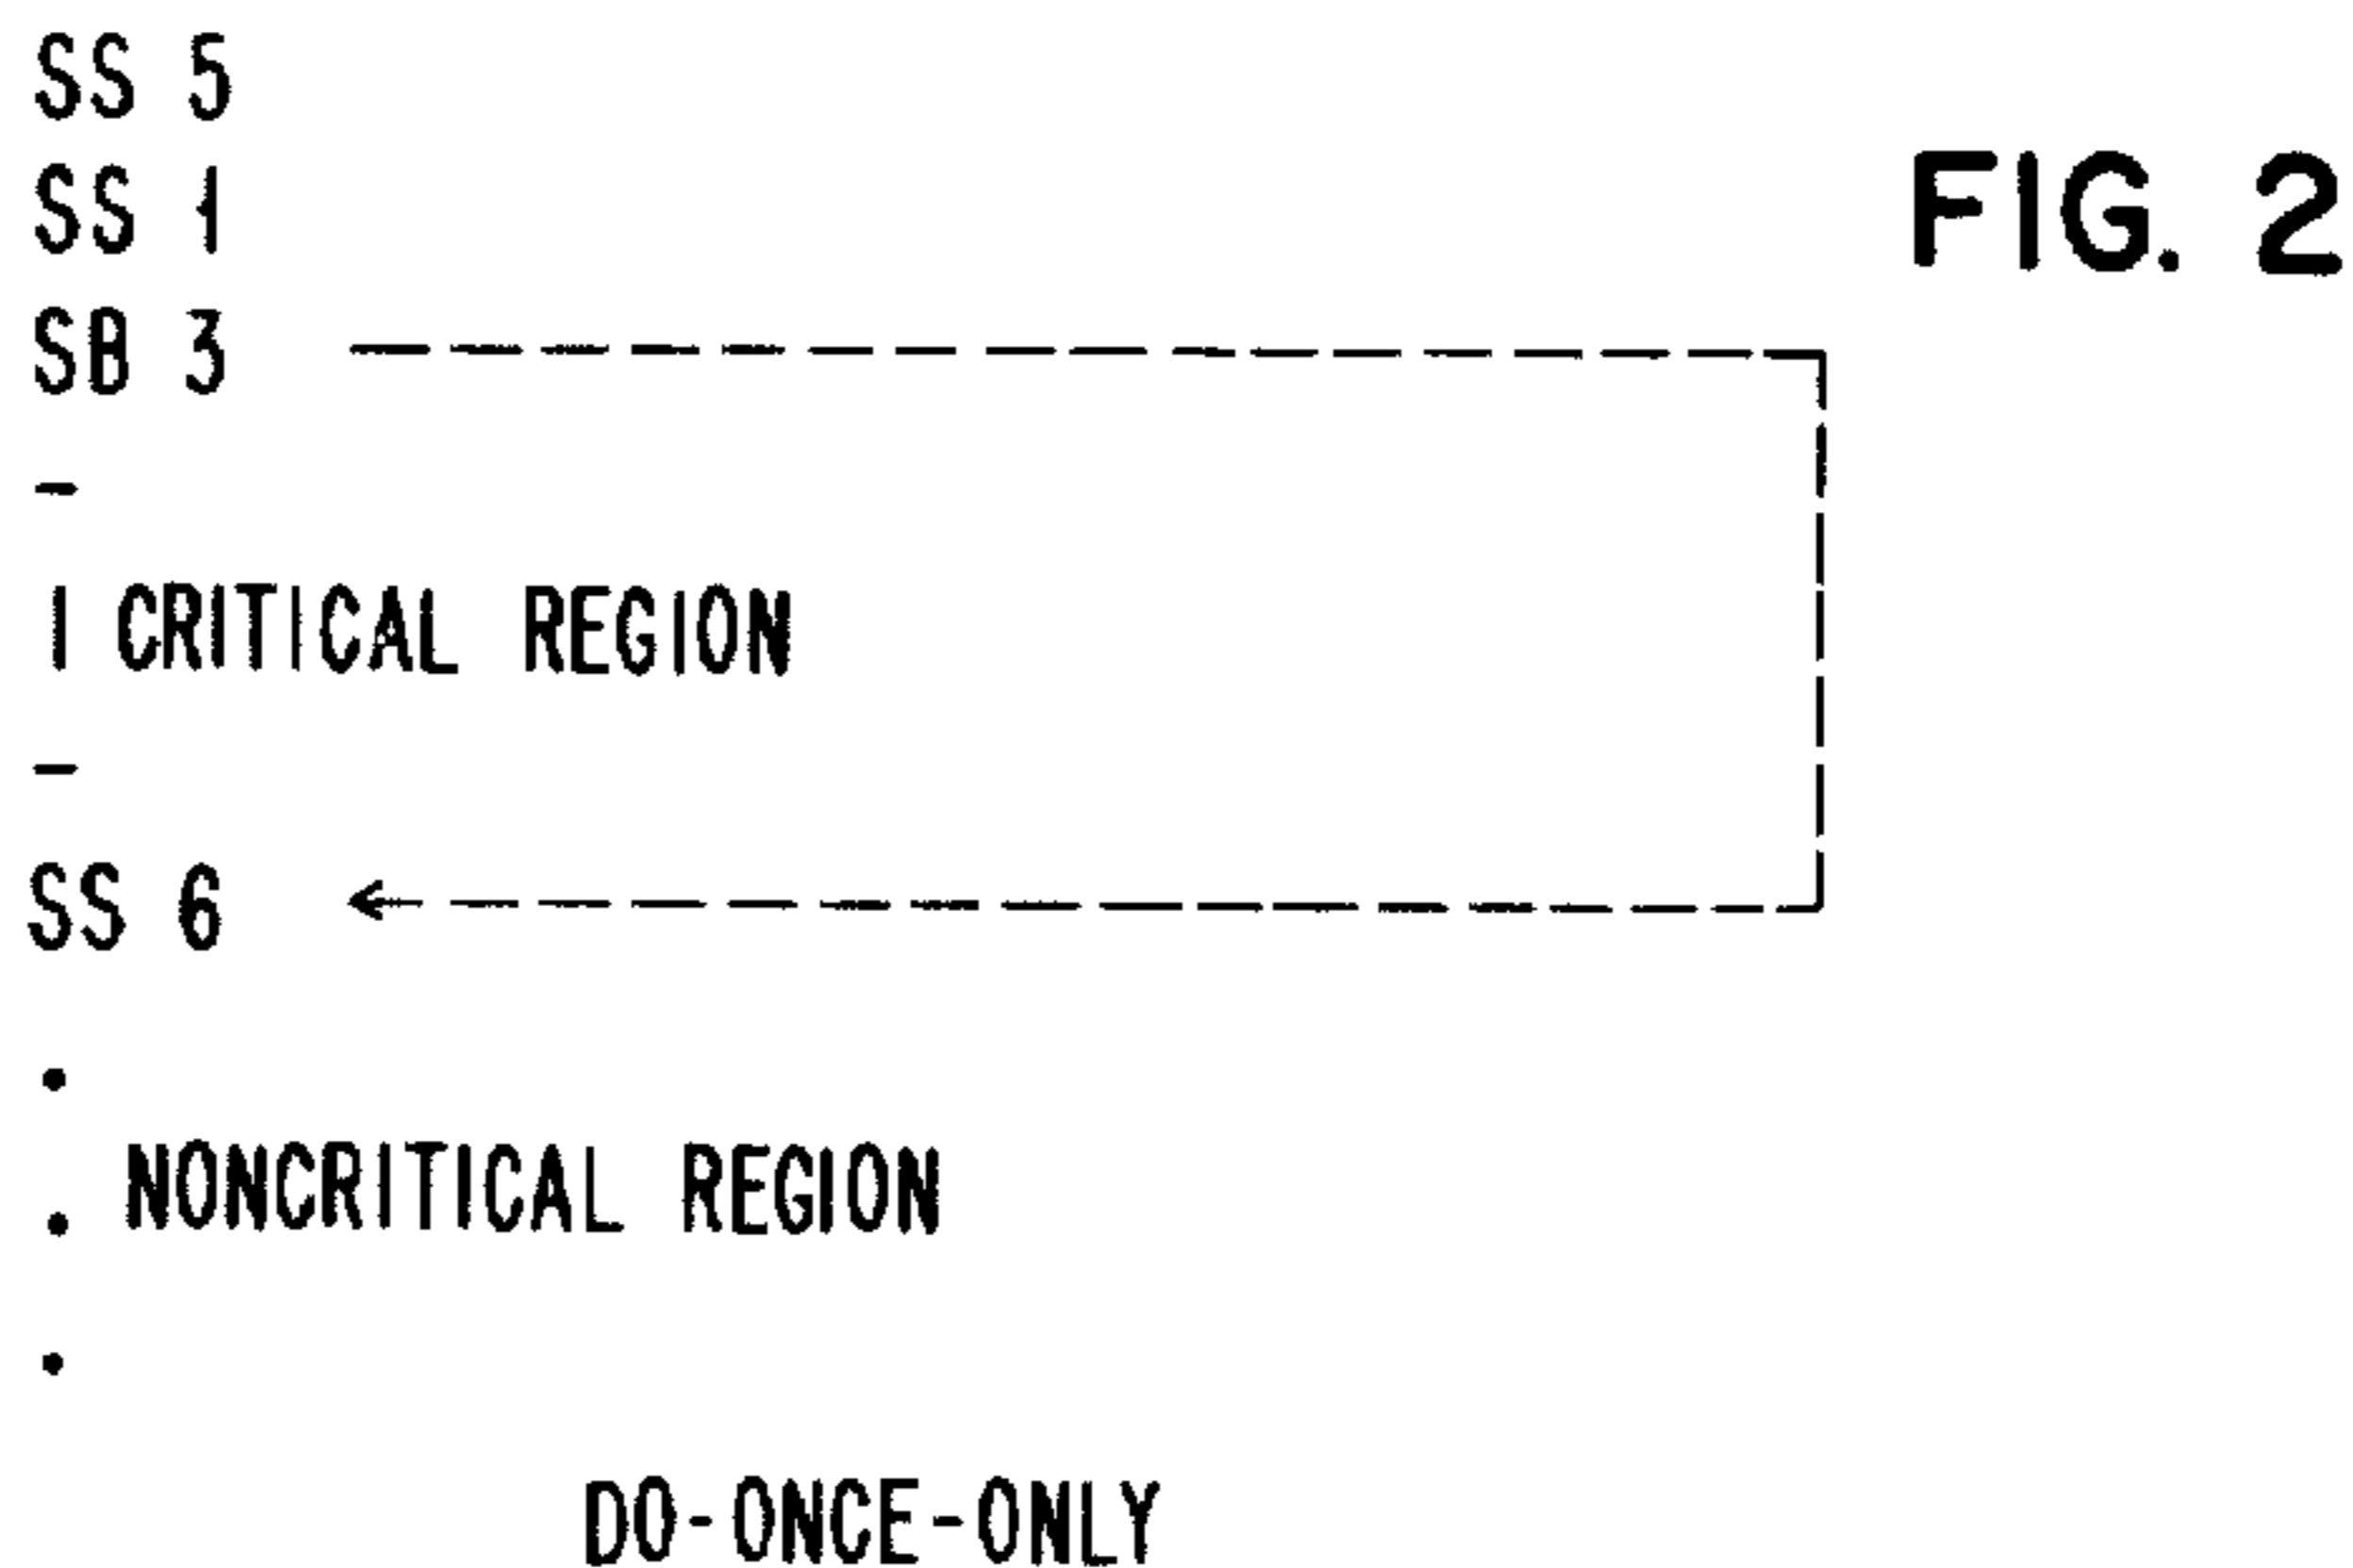 SS 5
SS 1
FIG. 2
SB 3
-
| CRITICAL REGION
-
SS 6
.
. NONCRITICAL REGION
.
DO-ONCE-ONLY